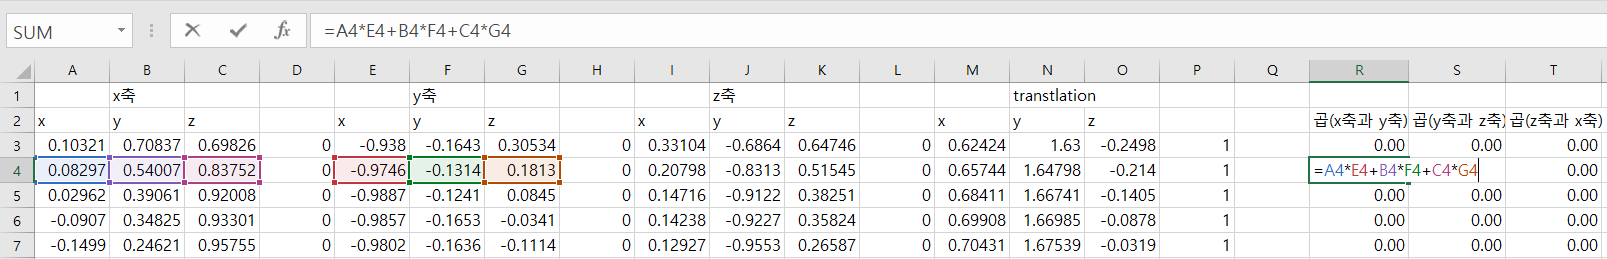 SUM =A4*E4+B4*F4+C4*G4
A B C D E F G H I J K L M N O P Q R S T
1 x축 y축 z축 transtlation
2 x y z x y z x y z x y z 곱(x축과 y축) 곱(y축과 z축) 곱(z축과 x축)
3 0.10321 0.70837 0.69826 0 -0.938 -0.1643 0.30534 0 0.33104 -0.6864 0.64746 0 0.62424 1.63 -0.2498 1 0.00 0.00 0.00
4 0.08297 0.54007 0.83752 0 -0.9746 -0.1314 0.1813 0 0.20798 -0.8313 0.51545 0 0.65744 1.64798 -0.214 1 =A4*E4+B4*F4+C4*G4 0.00
5 0.02962 0.39061 0.92008 0 -0.9887 -0.1241 0.0845 0 0.14716 -0.9122 0.38251 0 0.68411 1.66741 -0.1405 1 0.00 0.00 0.00
6 -0.0907 0.34825 0.93301 0 -0.9857 -0.1653 -0.0341 0 0.14238 -0.9227 0.35824 0 0.69908 1.66985 -0.0878 1 0.00 0.00 0.00
7 -0.1499 0.24621 0.95755 0 -0.9802 -0.1636 -0.1114 0 0.12927 -0.9553 0.26587 0 0.70431 1.67539 -0.0319 1 0.00 0.00 0.00